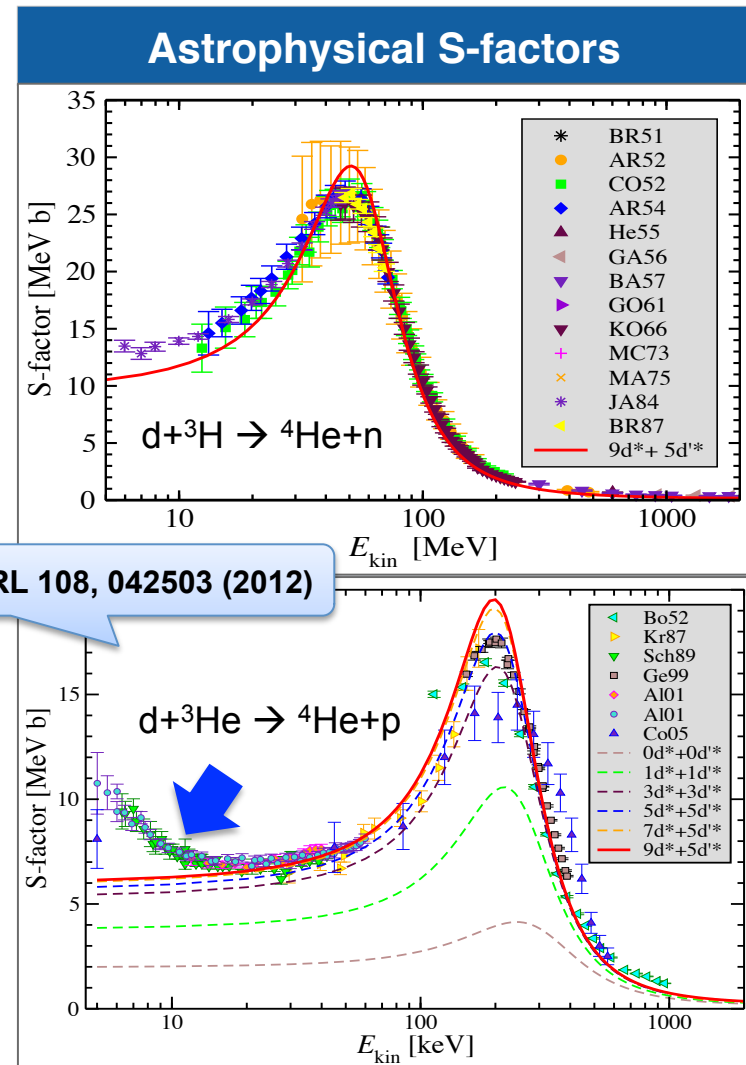 Astrophysical S-factors
35
30
25
20
15
10
5
0
S-factor [MeV b]
BR51
AR52
CO52
AR54
He55
GA56
BA57
GO61
KO66
MC73
MA75
JA84
BR87
9d*+ 5d'*
d+³H → ⁴He+n
10 100 1000
E_kin [MeV]
RL 108, 042503 (2012)
15
10
5
0
S-factor [MeV b]
Bo52
Kr87
Sch89
Ge99
Al01
Al01
Co05
0d*+0d'*
1d*+1d'*
3d*+3d'*
5d*+5d'*
7d*+5d'*
9d*+5d'*
d+³He → ⁴He+p
10 100 1000
E_kin [keV]